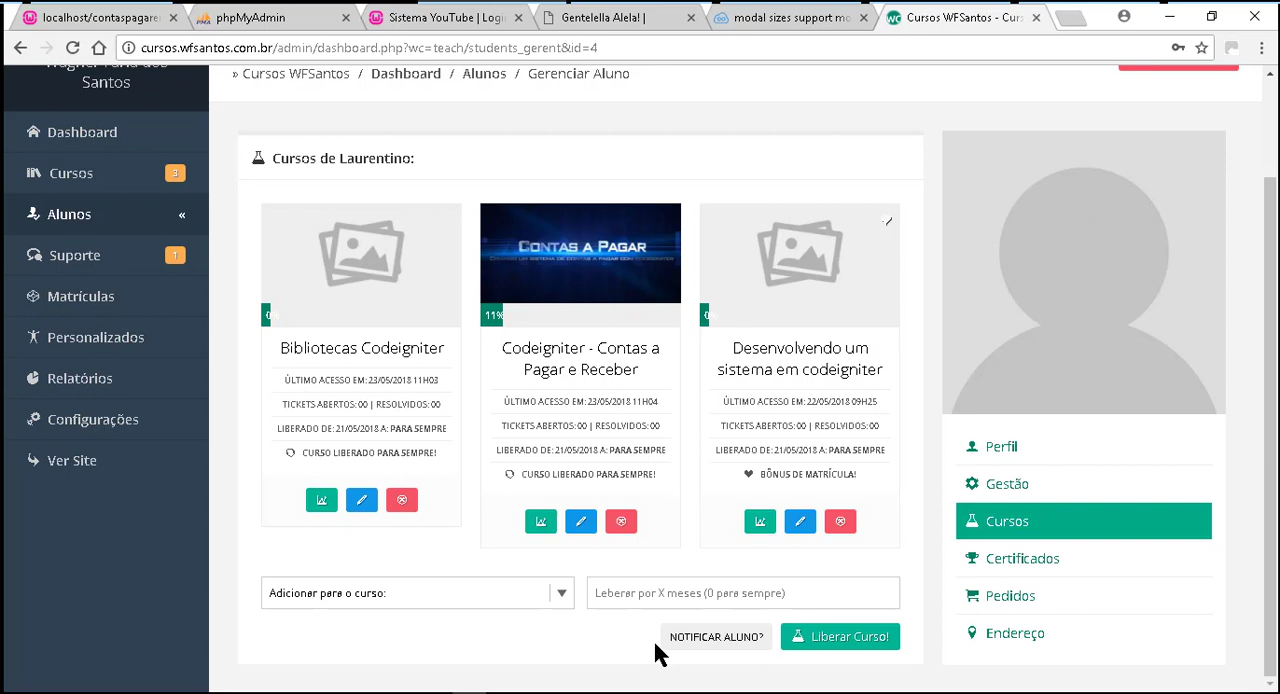 localhost/contaspagare
phpMyAdmin
Sistema YouTube | Logi
Gentelella Alela! |
modal sizes support mo
Cursos WFSantos - Curs
cursos.wfsantos.com.br/admin/dashboard.php?wc=teach/students_gerent&id=4
Santos
» Cursos WFSantos / Dashboard / Alunos / Gerenciar Aluno
Dashboard
Cursos 3
Alunos «
Suporte 1
Matrículas
Personalizados
Relatórios
Configurações
Ver Site
Cursos de Laurentino:
0%
Bibliotecas Codeigniter
ÚLTIMO ACESSO EM: 23/05/2018 11H03
TICKETS ABERTOS: 00 | RESOLVIDOS: 00
LIBERADO DE: 21/05/2018 A: PARA SEMPRE
CURSO LIBERADO PARA SEMPRE!
CONTAS A PAGAR
11%
Codeigniter - Contas a
Pagar e Receber
ÚLTIMO ACESSO EM: 23/05/2018 11H04
TICKETS ABERTOS: 00 | RESOLVIDOS: 00
LIBERADO DE: 21/05/2018 A: PARA SEMPRE
CURSO LIBERADO PARA SEMPRE!
0%
Desenvolvendo um
sistema em codeigniter
ÚLTIMO ACESSO EM: 22/05/2018 09H25
TICKETS ABERTOS: 00 | RESOLVIDOS: 00
LIBERADO DE: 21/05/2018 A: PARA SEMPRE
BÔNUS DE MATRÍCULA!
Adicionar para o curso:
Leberar por X meses (0 para sempre)
NOTIFICAR ALUNO?
Liberar Curso!
Perfil
Gestão
Cursos
Certificados
Pedidos
Endereço